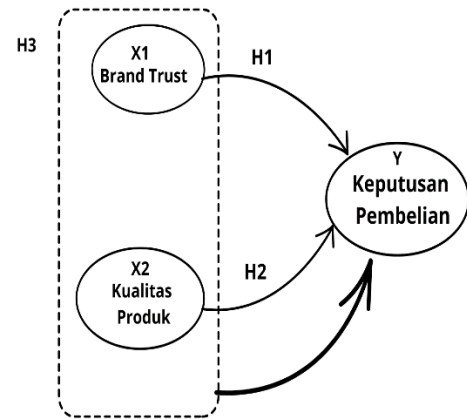 H3
X1
Brand Trust
H1
Y
Keputusan
Pembelian
X2
Kualitas
Produk
H2